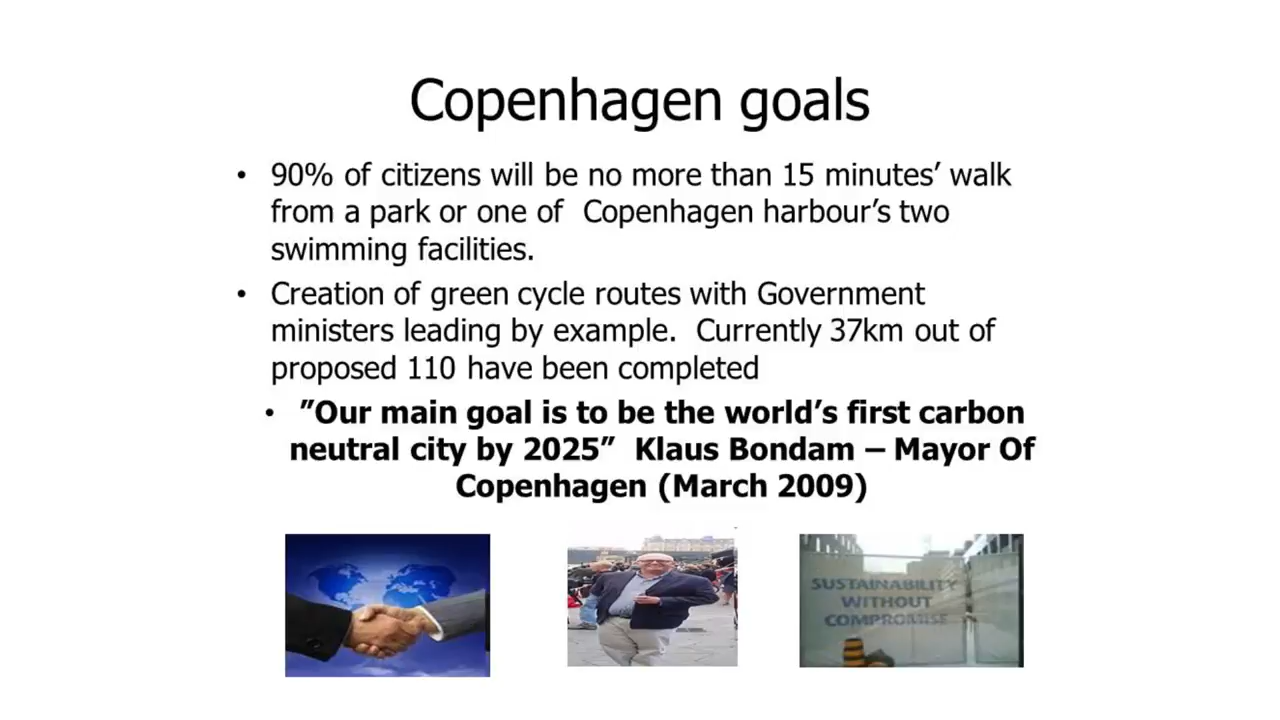 Copenhagen goals
• 90% of citizens will be no more than 15 minutes’ walk
from a park or one of  Copenhagen harbour’s two
swimming facilities.
• Creation of green cycle routes with Government
ministers leading by example.  Currently 37km out of
proposed 110 have been completed
• ”Our main goal is to be the world’s first carbon
neutral city by 2025”  Klaus Bondam – Mayor Of
Copenhagen (March 2009)
SUSTAINABILITY
WITHOUT
COMPROMISE